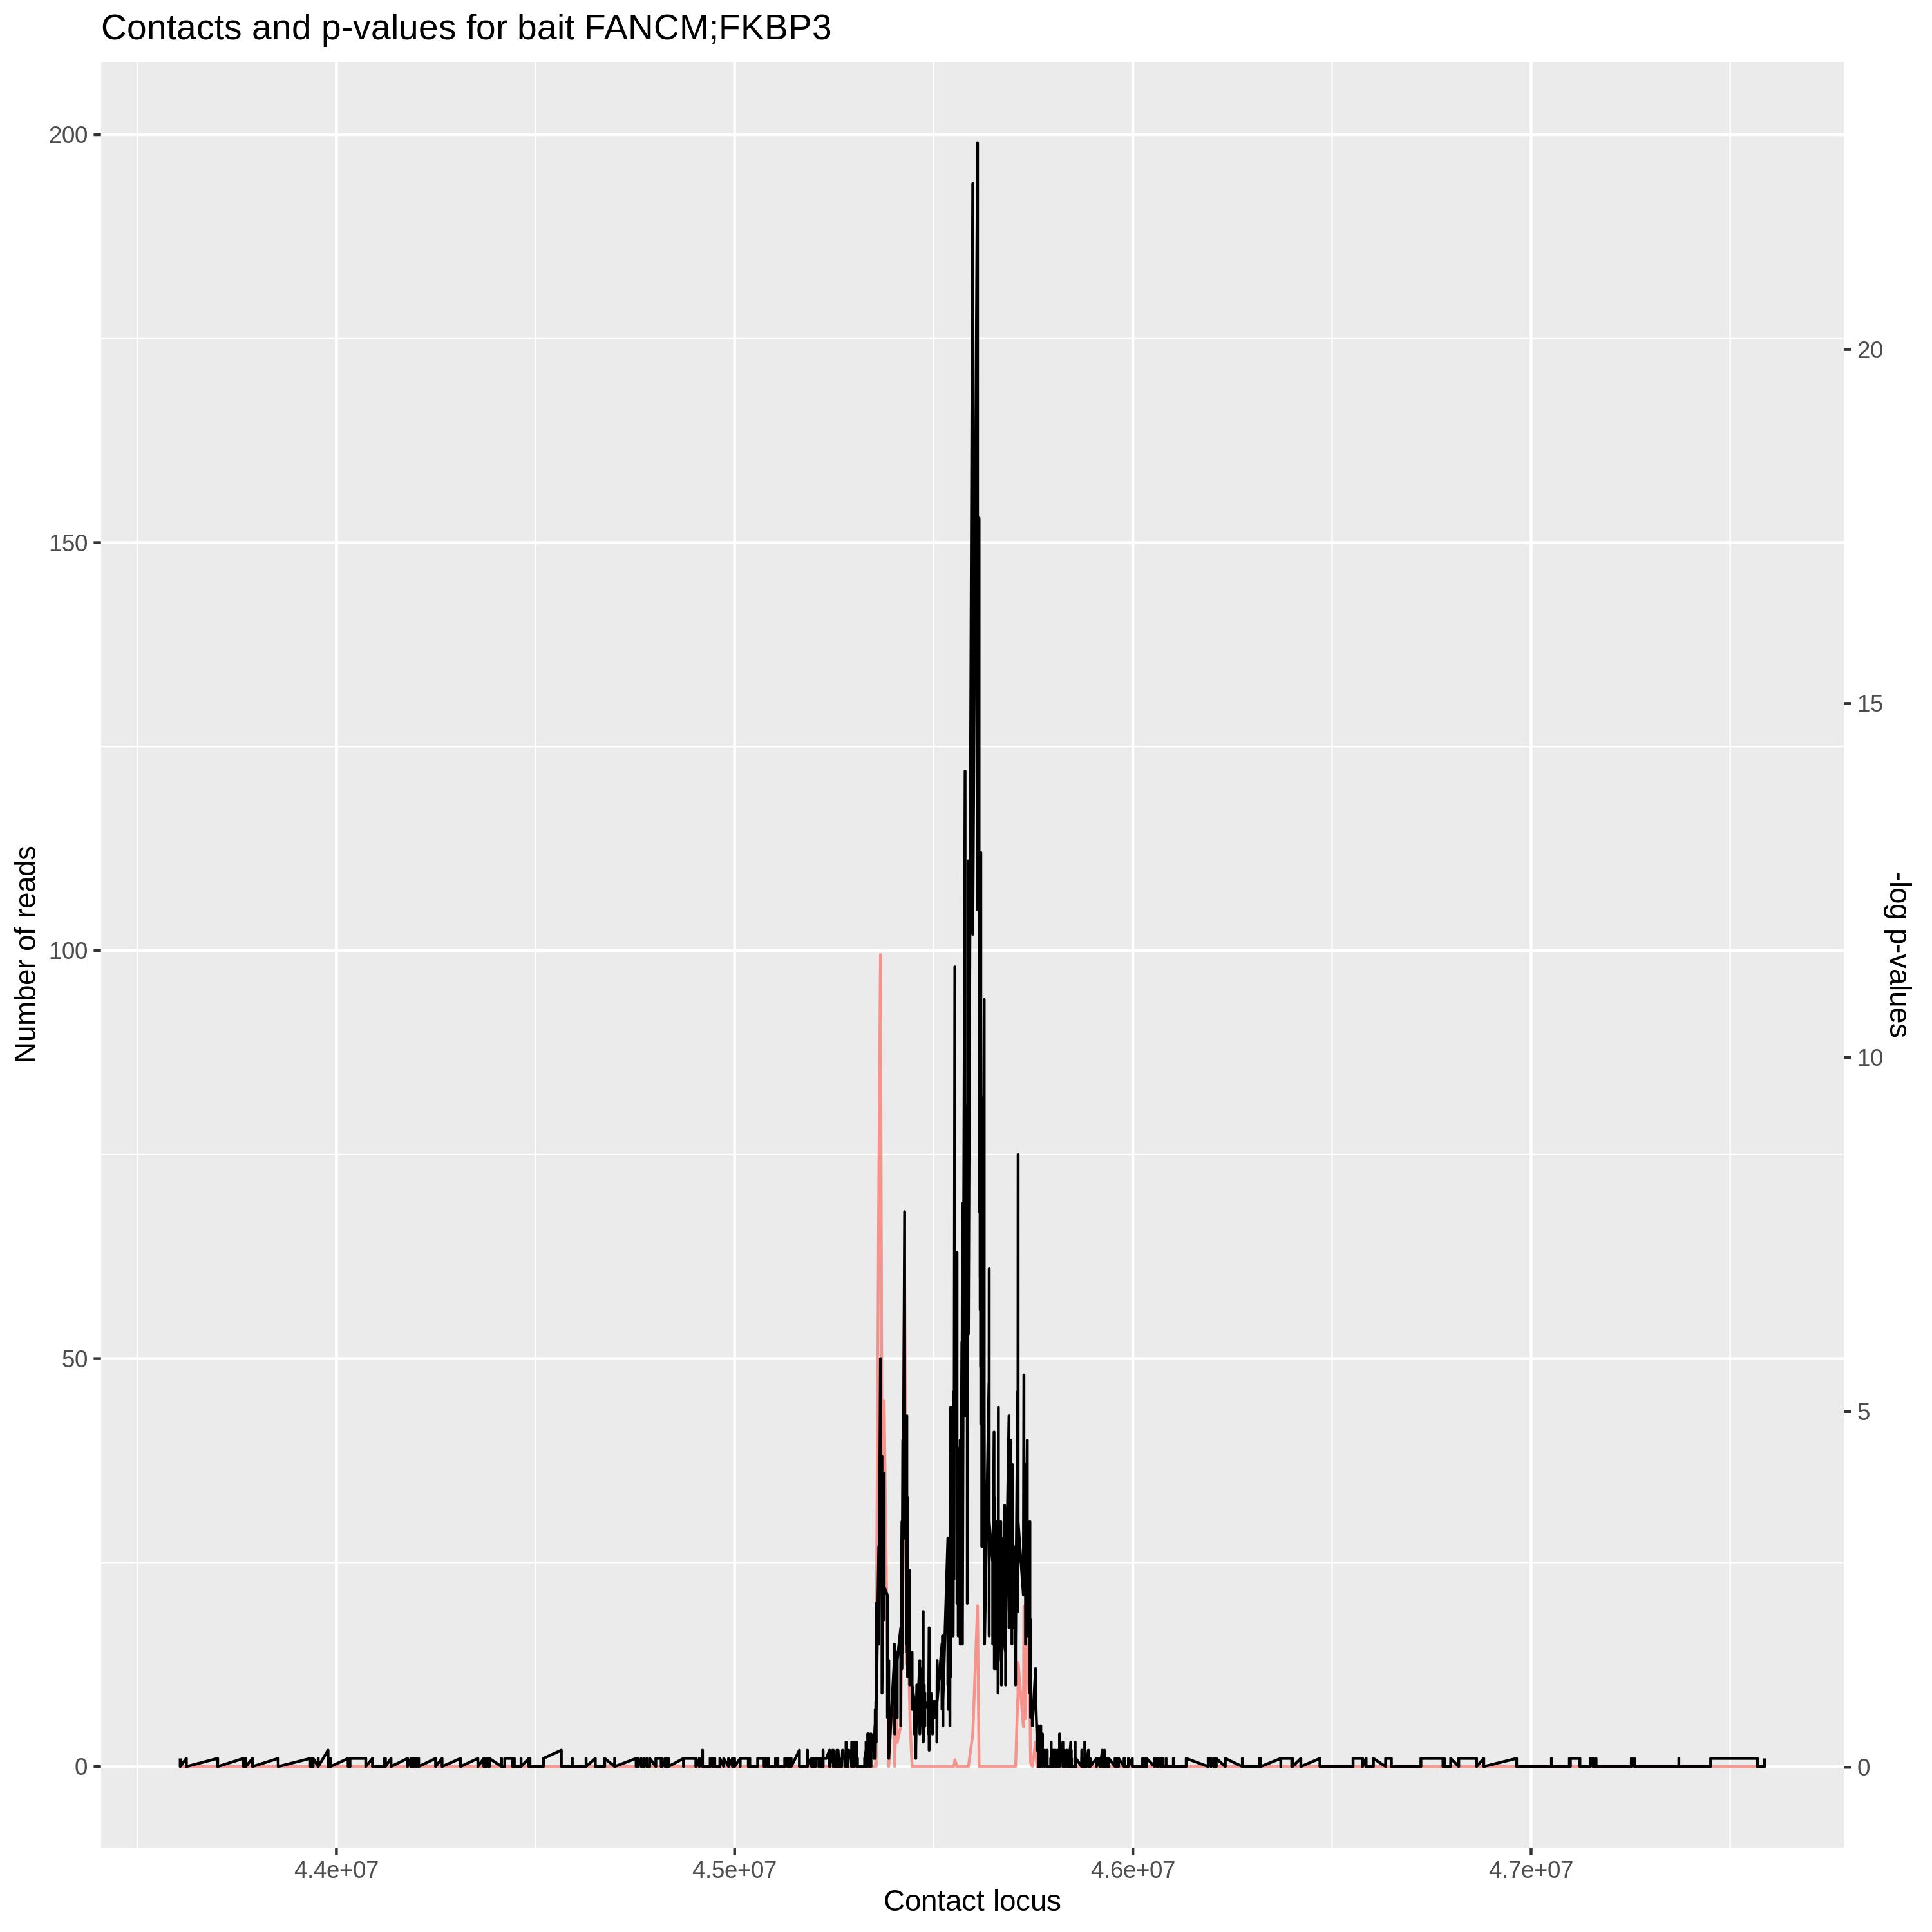 Contacts and p-values for bait FANCM;FKBP3
200
150
100
50
0
Number of reads
20
15
10
5
0
-log p-values
4.4e+07
4.5e+07
4.6e+07
4.7e+07
Contact locus